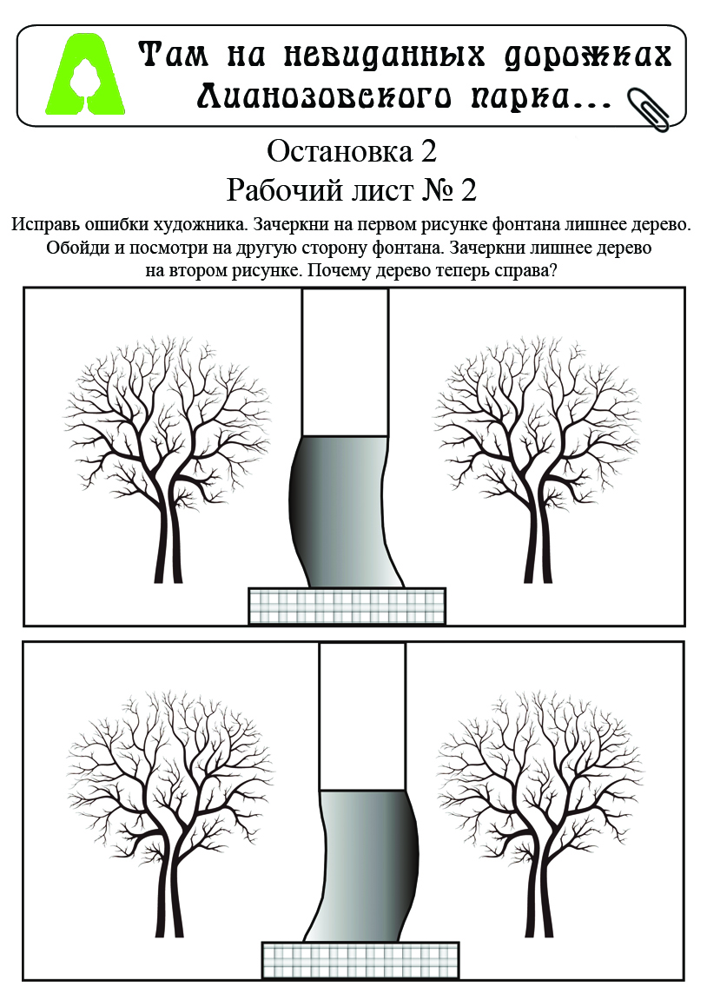 Там на невиданных дорожках
Лианозовского парка...
Остановка 2
Рабочий лист № 2
Исправь ошибки художника. Зачеркни на первом рисунке фонтана лишнее дерево.
Обойди и посмотри на другую сторону фонтана. Зачеркни лишнее дерево
на втором рисунке. Почему дерево теперь справа?